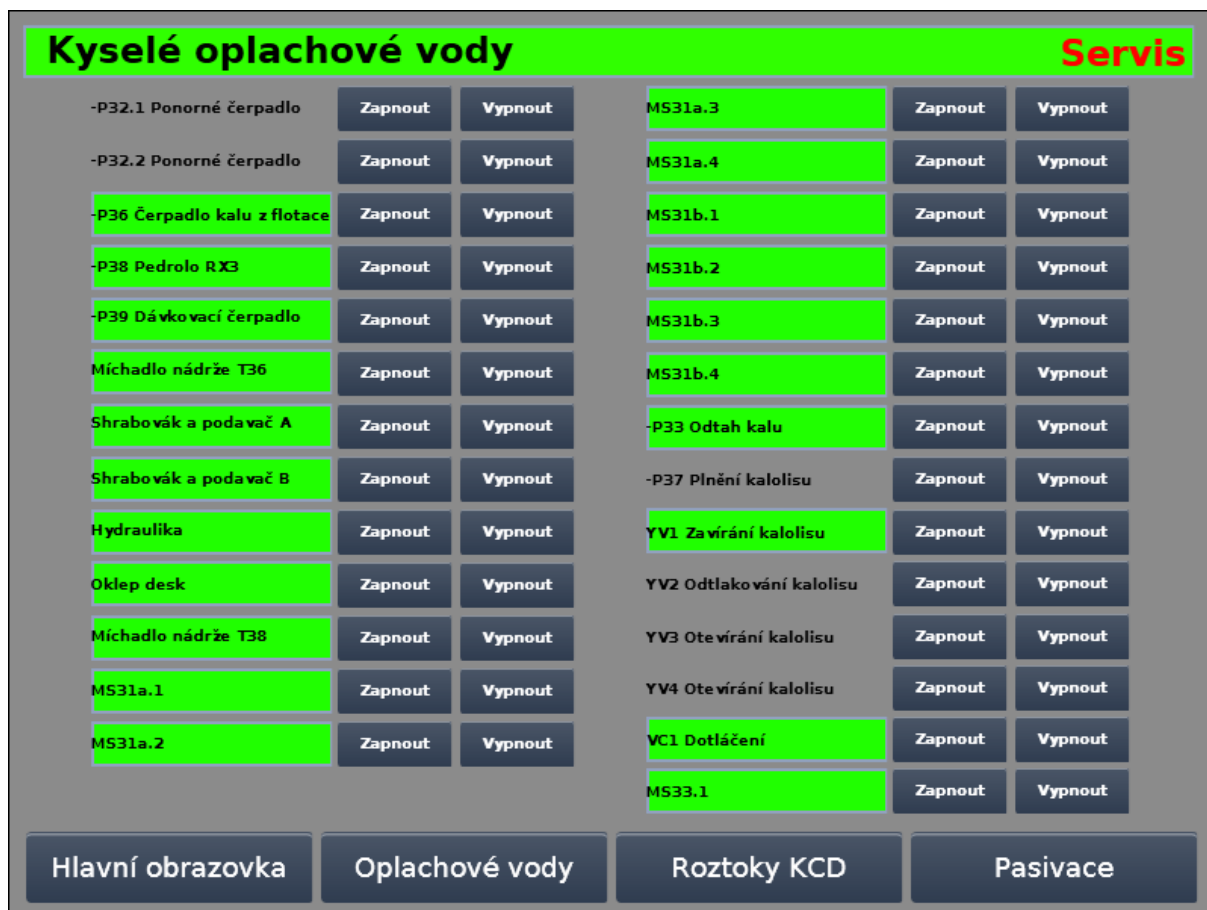 Kyselé oplachové vody
Servis
-P32.1 Ponorné čerpadlo Zapnout Vypnout
-P32.2 Ponorné čerpadlo Zapnout Vypnout
-P36 Čerpadlo kalu z flotace Zapnout Vypnout
-P38 Pedrolo RX3 Zapnout Vypnout
-P39 Dávkovací čerpadlo Zapnout Vypnout
Míchadlo nádrže T36 Zapnout Vypnout
Shrabovák a podavač A Zapnout Vypnout
Shrabovák a podavač B Zapnout Vypnout
Hydraulika Zapnout Vypnout
Oklep desk Zapnout Vypnout
Míchadlo nádrže T38 Zapnout Vypnout
MS31a.1 Zapnout Vypnout
MS31a.2 Zapnout Vypnout
MS31a.3 Zapnout Vypnout
MS31a.4 Zapnout Vypnout
MS31b.1 Zapnout Vypnout
MS31b.2 Zapnout Vypnout
MS31b.3 Zapnout Vypnout
MS31b.4 Zapnout Vypnout
-P33 Odtah kalu Zapnout Vypnout
-P37 Plnění kalolisu Zapnout Vypnout
YV1 Zavírání kalolisu Zapnout Vypnout
YV2 Odtlakování kalolisu Zapnout Vypnout
YV3 Otevírání kalolisu Zapnout Vypnout
YV4 Otevírání kalolisu Zapnout Vypnout
VC1 Dotláčení Zapnout Vypnout
MS33.1 Zapnout Vypnout
Hlavní obrazovka
Oplachové vody
Roztoky KCD
Pasivace